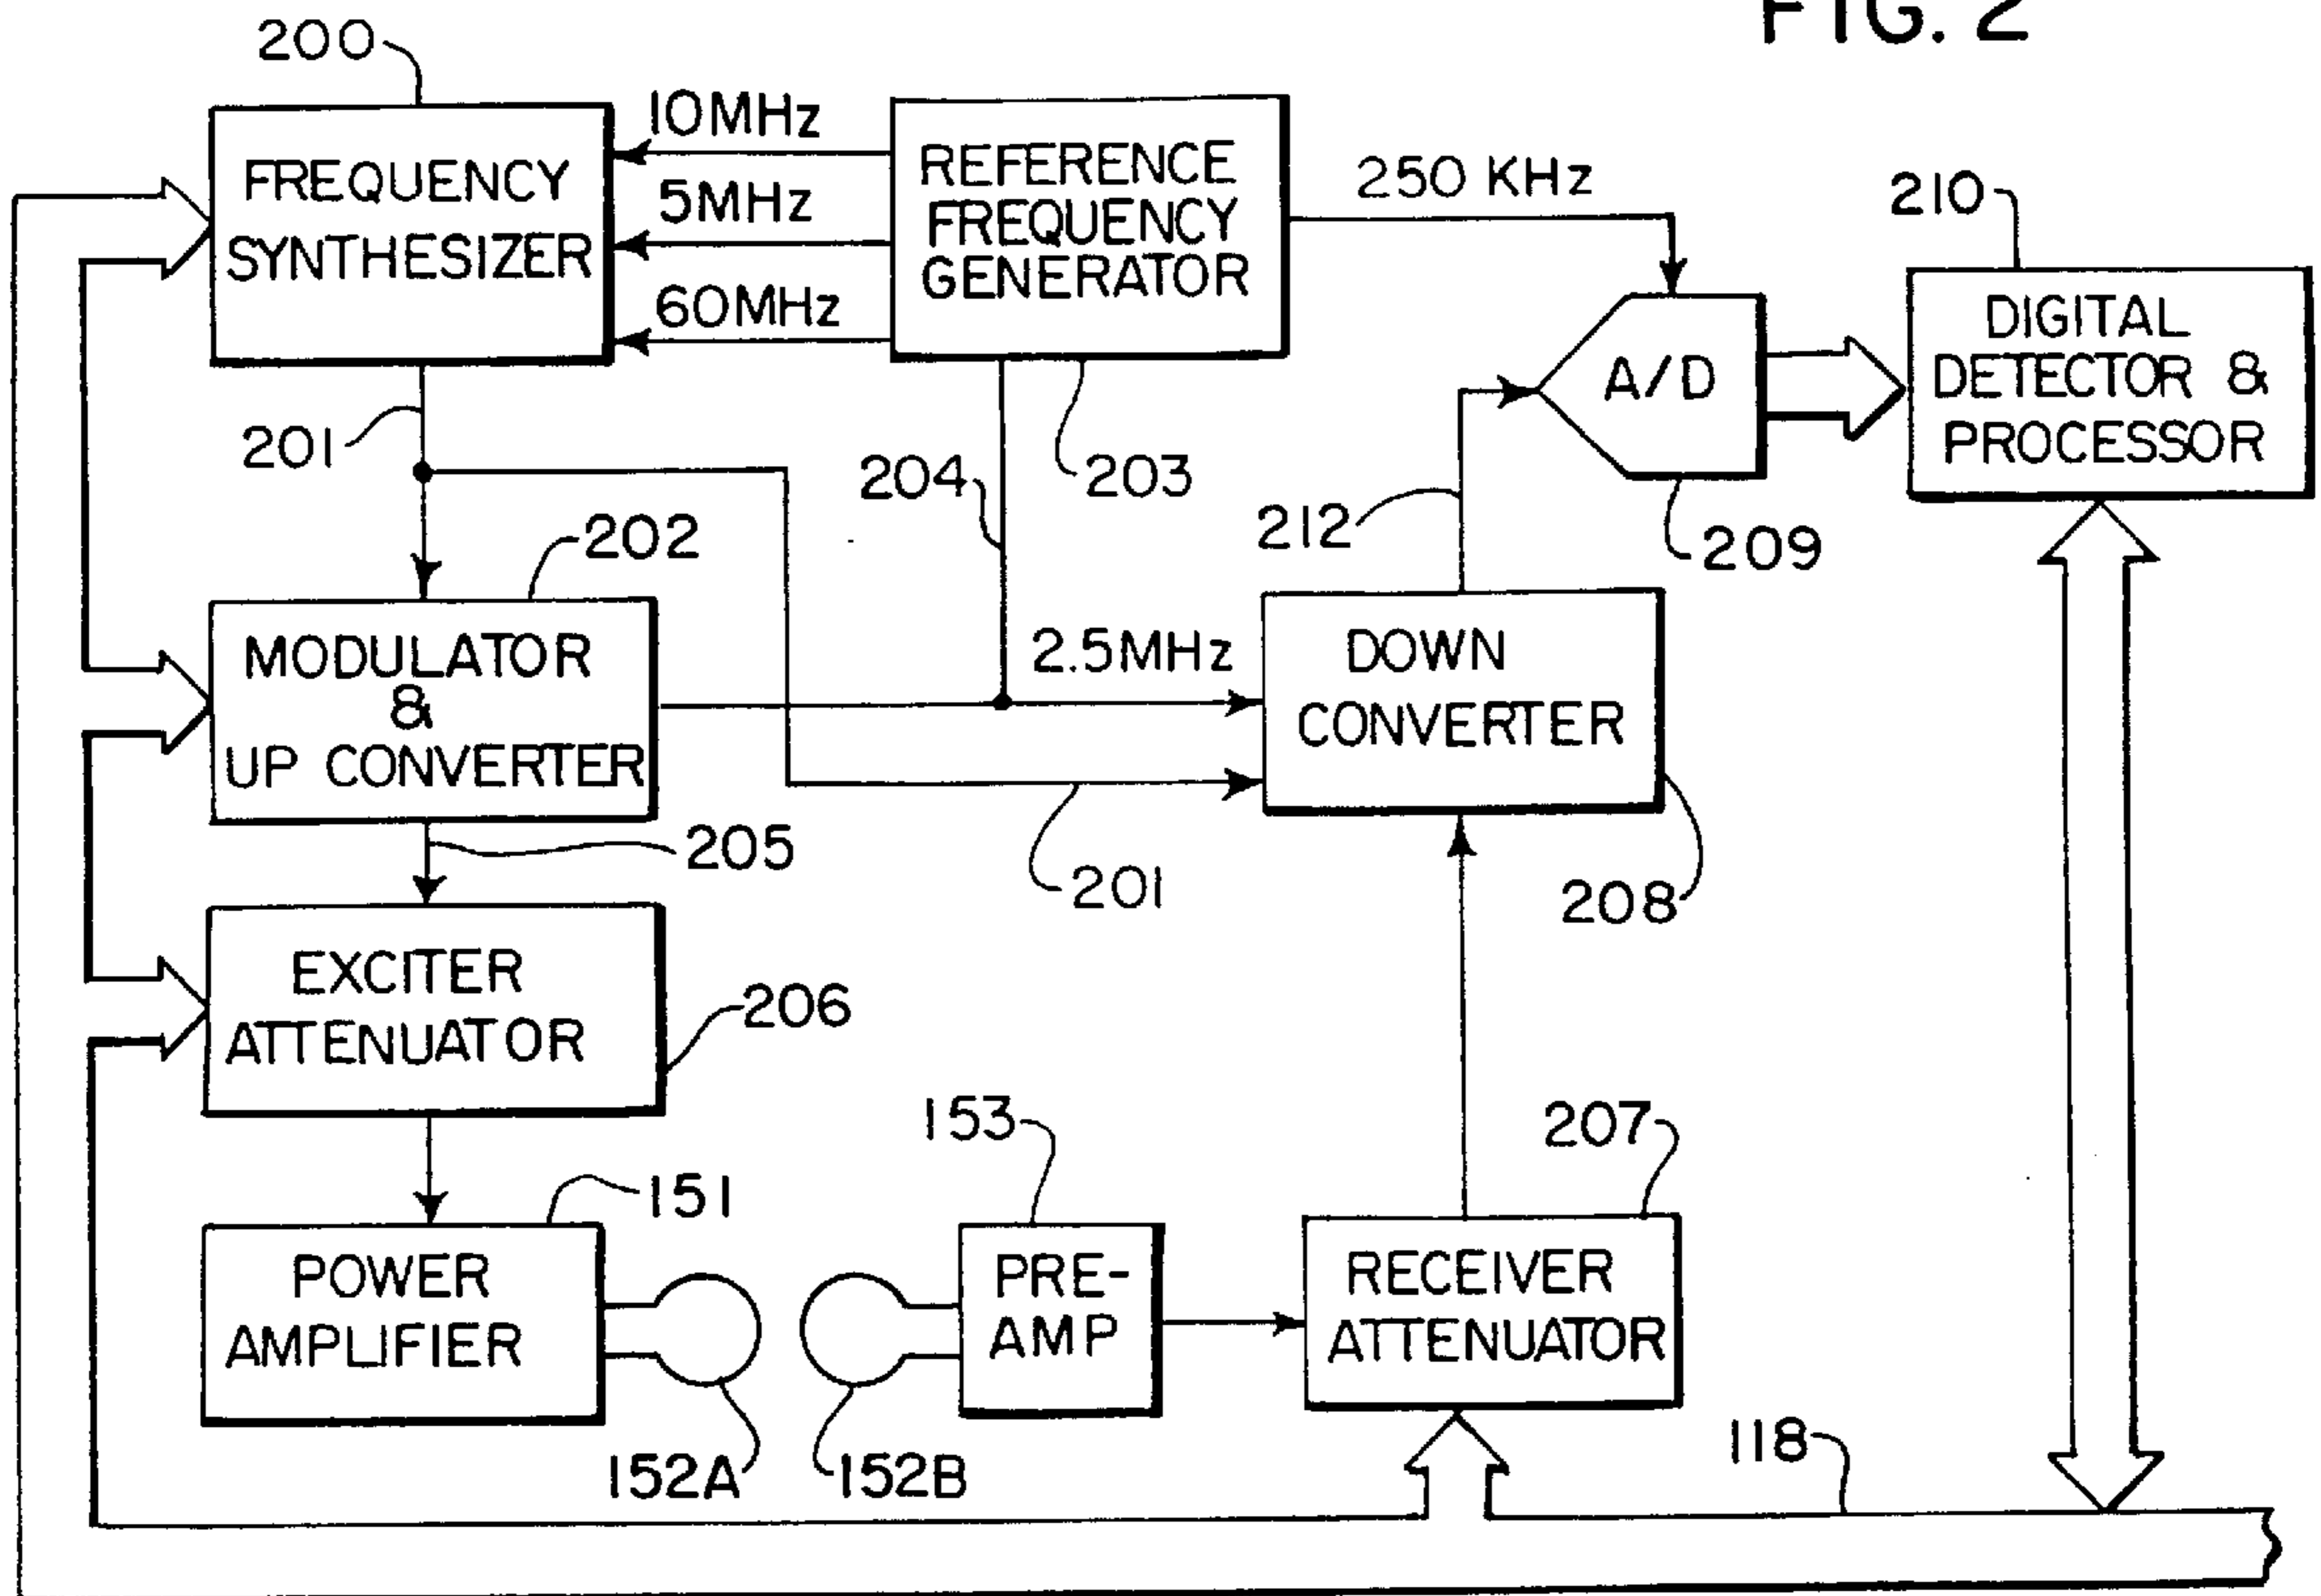 FIG. 2
200
10MHz
FREQUENCY
SYNTHESIZER
5MHz
60MHz
REFERENCE
FREQUENCY
GENERATOR
250 KHz
210
DIGITAL
DETECTOR &
PROCESSOR
A/D
201
204
203
212
209
202
MODULATOR
&
UP CONVERTER
2.5MHz
DOWN
CONVERTER
205
201
208
EXCITER
ATTENUATOR
206
153
207
151
POWER
AMPLIFIER
PRE-
AMP
RECEIVER
ATTENUATOR
152A
152B
118